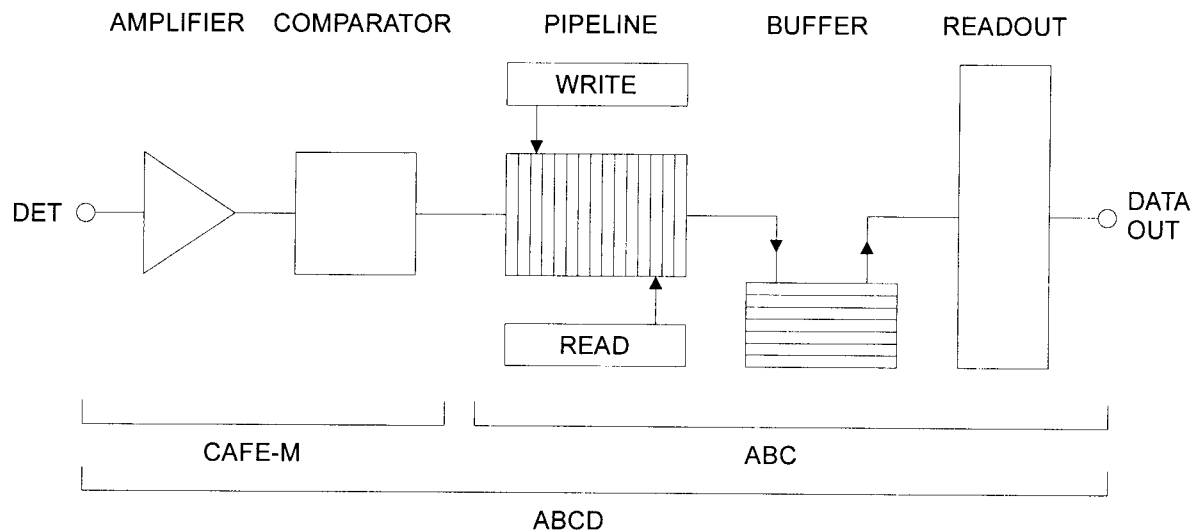 AMPLIFIER COMPARATOR PIPELINE BUFFER READOUT
WRITE
DET
DATA
OUT
READ
CAFE-M
ABC
ABCD